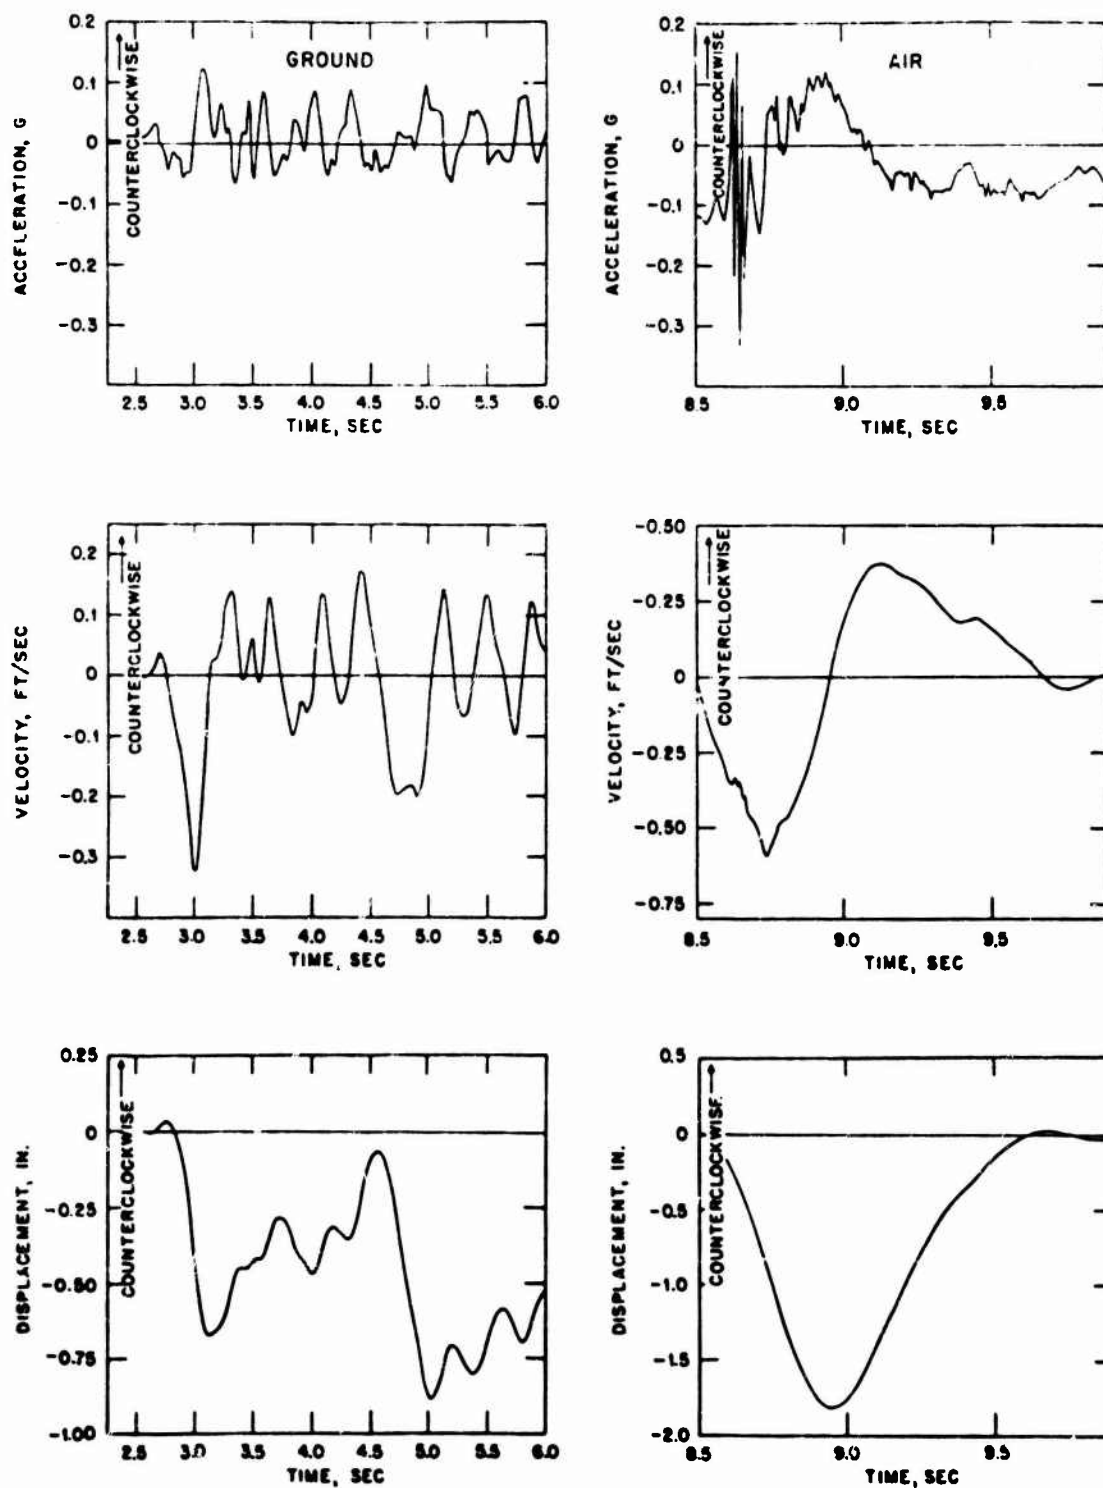 GROUND
ACCFLERATION, G
COUNTERCLOCKWISE
0.2
0.1
0
-0.1
-0.2
-0.3
2.5 3.0 3.5 4.0 4.5 5.0 5.5 6.0
TIME, SEC
AIR
ACCELERATION, G
COUNTERCLOCKWISE
0.2
0.1
0
-0.1
-0.2
-0.3
8.5 9.0 9.5
TIME, SEC
VELOCITY, FT/SEC
COUNTERCLOCKWISE
0.2
0.1
0
-0.1
-0.2
-0.3
2.5 3.0 3.5 4.0 4.5 5.0 5.5 6.0
TIME, SEC
VELOCITY, FT/SEC
COUNTERCLOCKWISE
-0.50
-0.25
0
-0.25
-0.50
-0.75
8.5 9.0 9.5
TIME, SEC
DISPLACEMENT, IN.
COUNTERCLOCKWISE
0.25
0
-0.25
-0.50
-0.75
-1.00
2.5 3.0 3.5 4.0 4.5 5.0 5.5 6.0
TIME, SEC
DISPLACEMENT, IN.
COUNTERCLOCKWISE
0.5
0
-0.5
-1.0
-1.5
-2.0
8.5 9.0 9.5
TIME, SEC